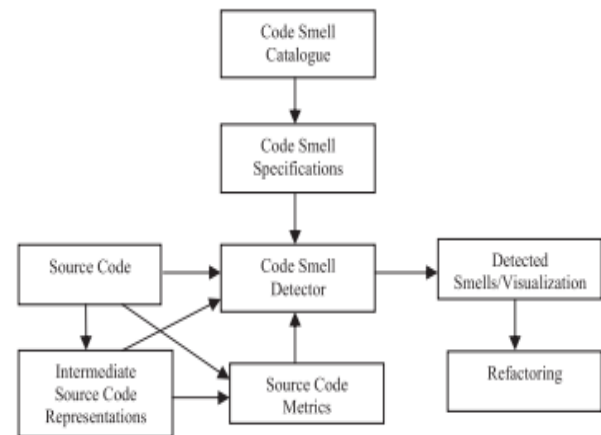 Code Smell
Catalogue
Code Smell
Specifications
Source Code
Code Smell
Detector
Detected
Smells/Visualization
Intermediate
Source Code
Representations
Source Code
Metrics
Refactoring